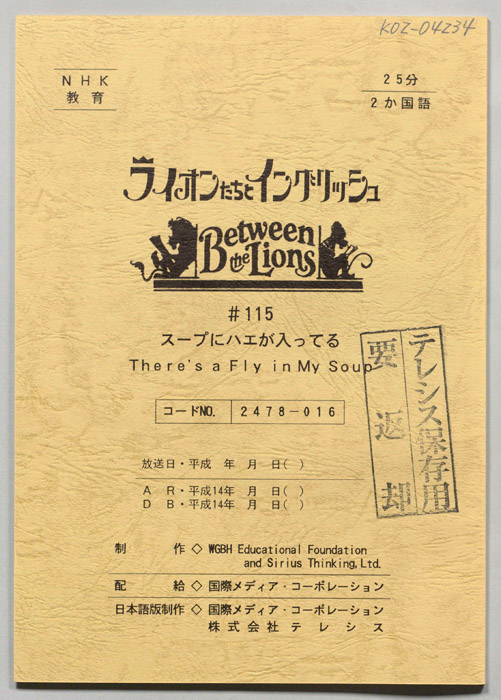 KOZ-04234
NHK
教育
25分
2か国語
ライオンたちとイングリッシュ
Between
the Lions
#115
スープにハエが入ってる
There's a Fly in My Soup
コードNO. 2478-016
テレシス保存用
要返却
放送日・平成 年 月 日( )
A R・平成14年 月 日( )
D B・平成14年 月 日( )
制作◇WGBH Educational Foundation
and Sirius Thinking, Ltd.
配給◇国際メディア・コーポレーション
日本語版制作◇国際メディア・コーポレーション
株式会社テレシス